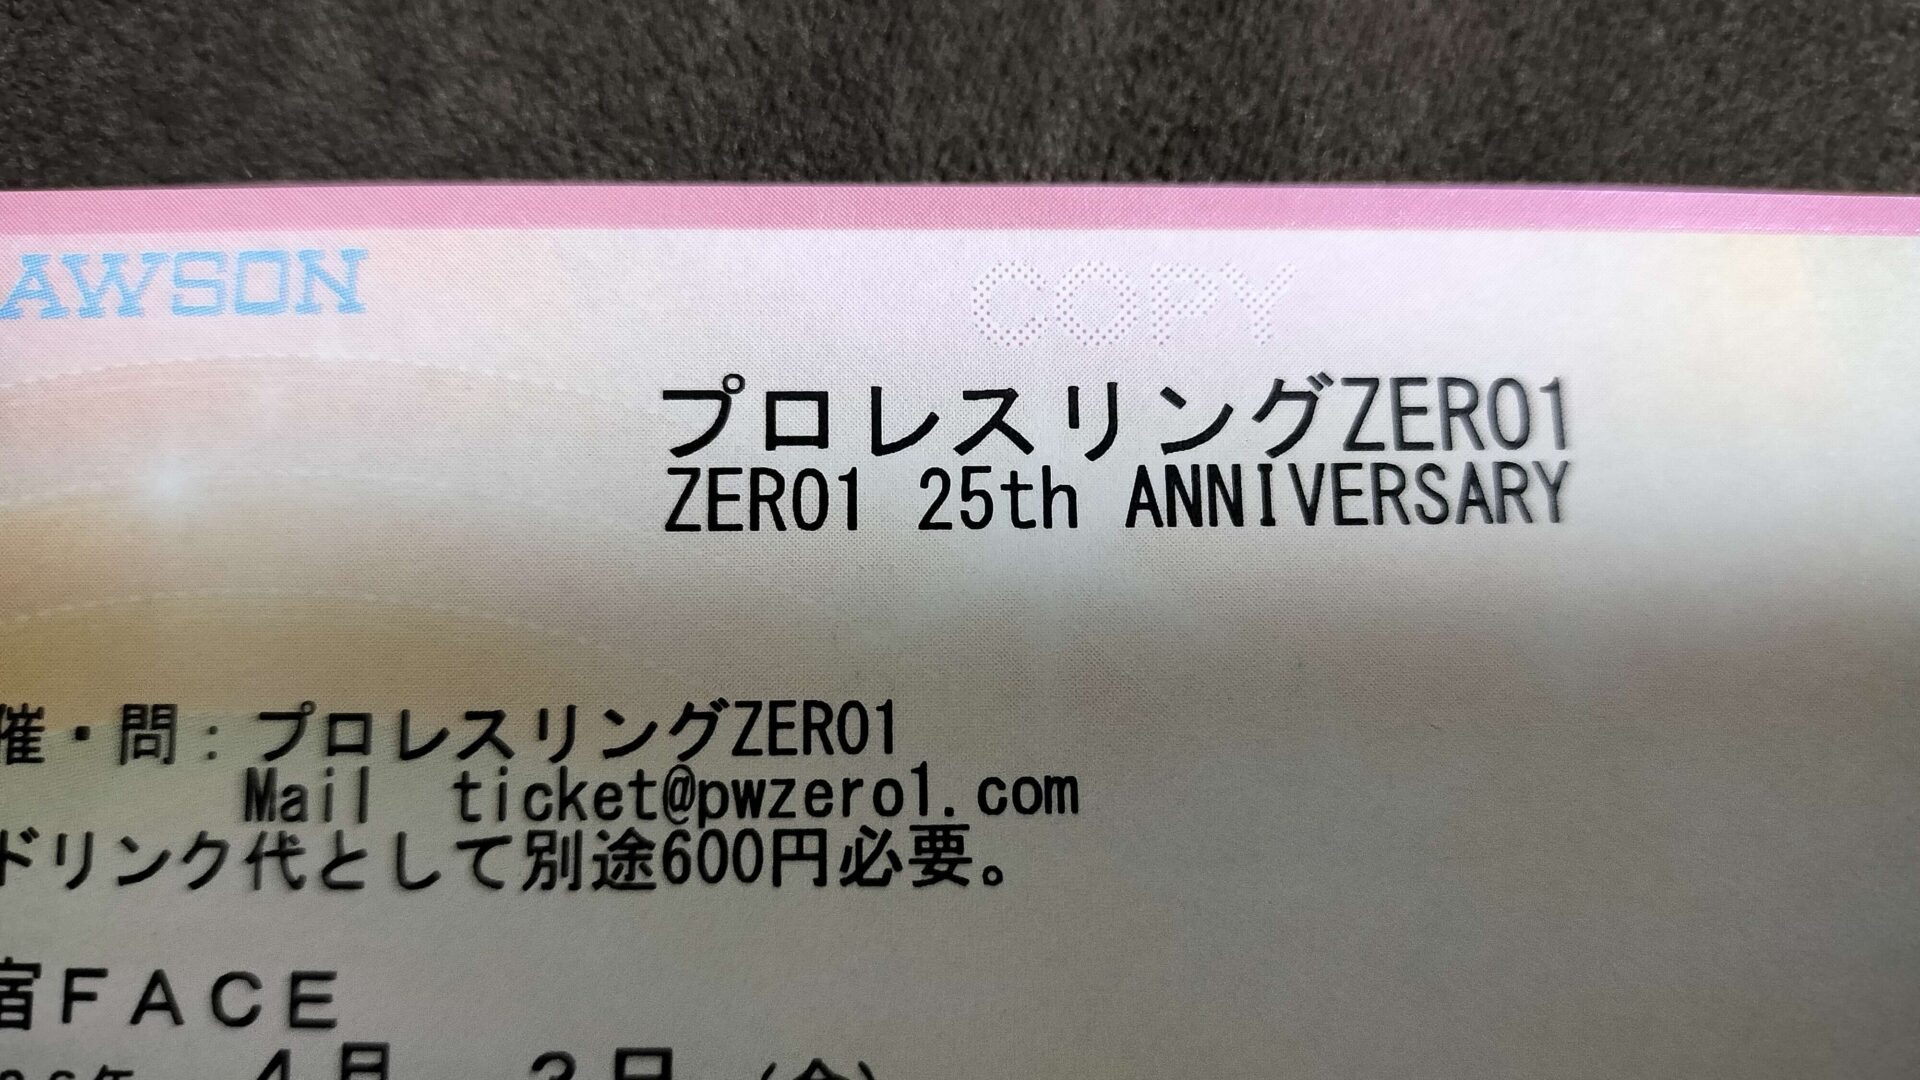 AWSON
COPY
プロレスリングZERO1
ZERO1 25th ANNIVERSARY
催・問：プロレスリングZERO1
Mail ticket@pwzero1.com
ドリンク代として別途600円必要。
宿FACE
4月